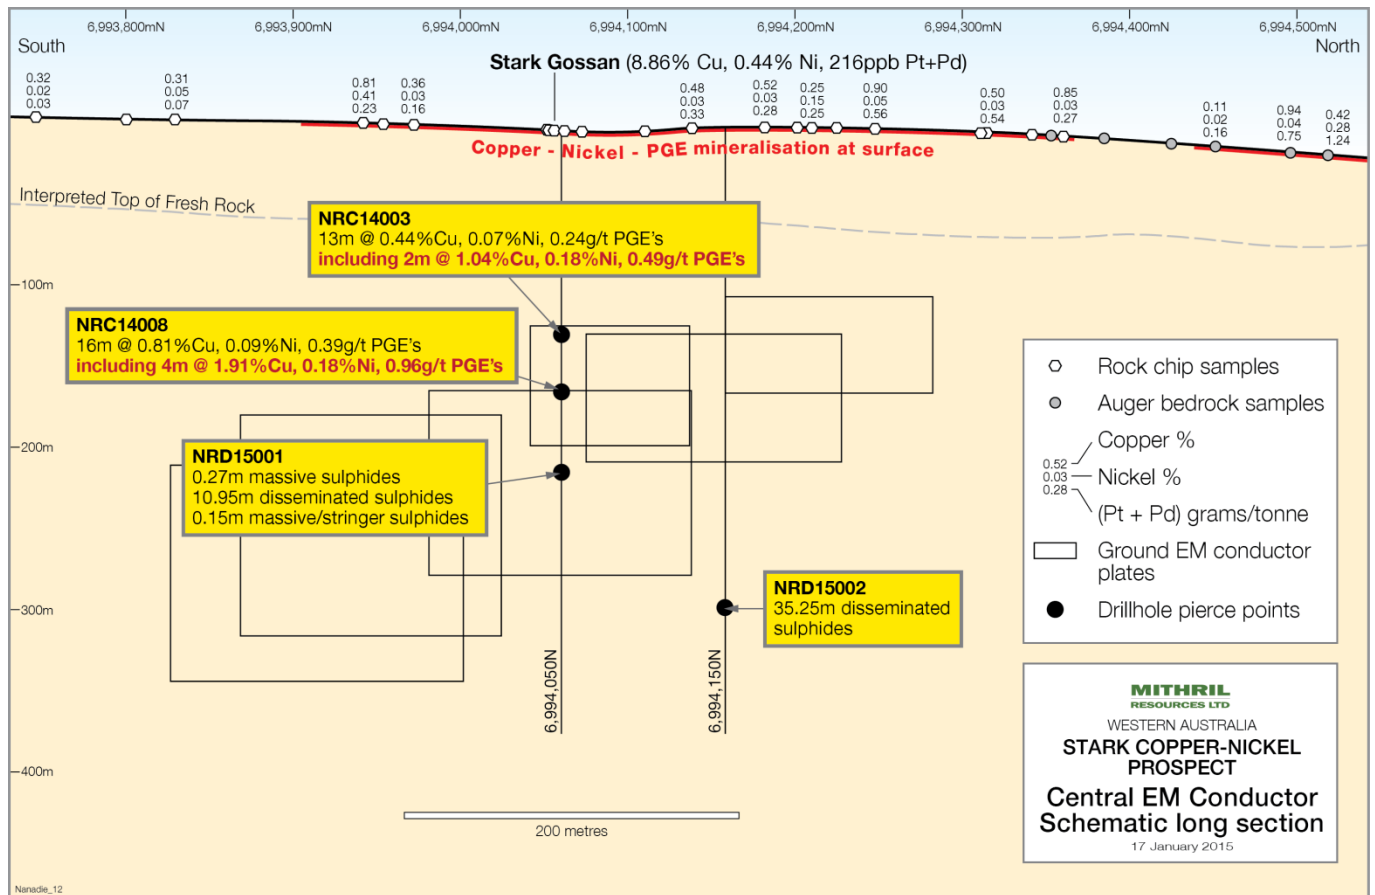 6,993,800mN 6,993,900mN 6,994,000mN 6,994,100mN 6,994,200mN 6,994,300mN 6,994,400mN 6,994,500mN
South
North
Stark Gossan (8.86% Cu, 0.44% Ni, 216ppb Pt+Pd)
0.32
0.02
0.03
0.31
0.05
0.07
0.81
0.41
0.23
0.36
0.03
0.16
0.48
0.03
0.33
0.52
0.03
0.28
0.25
0.15
0.25
0.90
0.05
0.56
0.50
0.03
0.54
0.85
0.03
0.27
0.11
0.02
0.16
0.94
0.04
0.75
0.42
0.28
1.24
Copper - Nickel - PGE mineralisation at surface
Interpreted Top of Fresh Rock
NRC14003
13m @ 0.44%Cu, 0.07%Ni, 0.24g/t PGE's
including 2m @ 1.04%Cu, 0.18%Ni, 0.49g/t PGE's
-100m
NRC14008
16m @ 0.81%Cu, 0.09%Ni, 0.39g/t PGE's
including 4m @ 1.91%Cu, 0.18%Ni, 0.96g/t PGE's
-200m
NRD15001
0.27m massive sulphides
10.95m disseminated sulphides
0.15m massive/stringer sulphides
-300m
NRD15002
35.25m disseminated
sulphides
6,994,050N
6,994,150N
-400m
200 metres
Rock chip samples
Auger bedrock samples
Copper %
0.52
0.03
0.28
Nickel %
(Pt + Pd) grams/tonne
Ground EM conductor
plates
Drillhole pierce points
MITHRIL
RESOURCES LTD
WESTERN AUSTRALIA
STARK COPPER-NICKEL
PROSPECT
Central EM Conductor
Schematic long section
17 January 2015
Nanadie_12